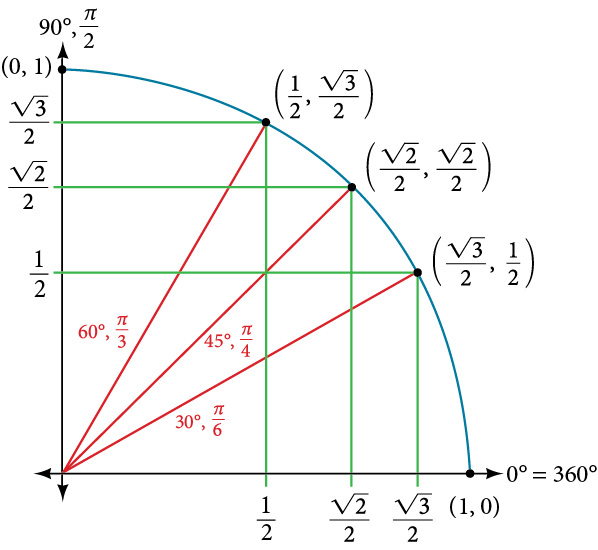 90°, π/2
(0, 1)
(1/2, √3/2)
√3/2
(√2/2, √2/2)
√2/2
(√3/2, 1/2)
1/2
60°, π/3
45°, π/4
30°, π/6
0° = 360°
1/2 √2/2 √3/2 (1, 0)